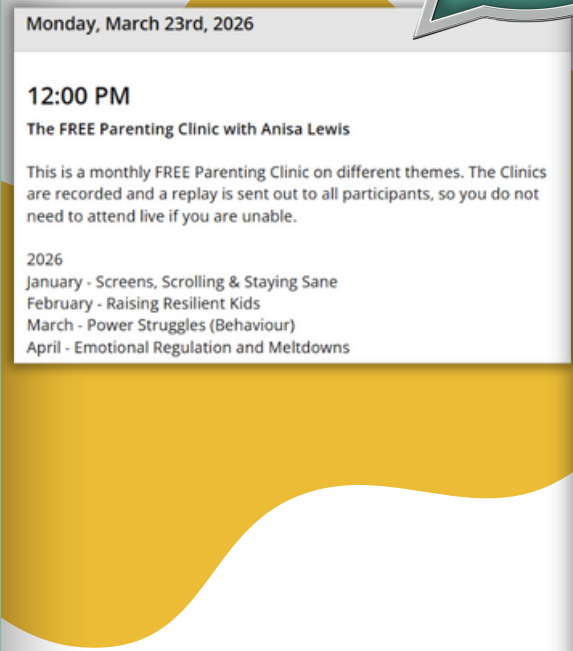 Monday, March 23rd, 2026
12:00 PM
The FREE Parenting Clinic with Anisa Lewis
This is a monthly FREE Parenting Clinic on different themes. The Clinics
are recorded and a replay is sent out to all participants, so you do not
need to attend live if you are unable.
2026
January - Screens, Scrolling & Staying Sane
February - Raising Resilient Kids
March - Power Struggles (Behaviour)
April - Emotional Regulation and Meltdowns